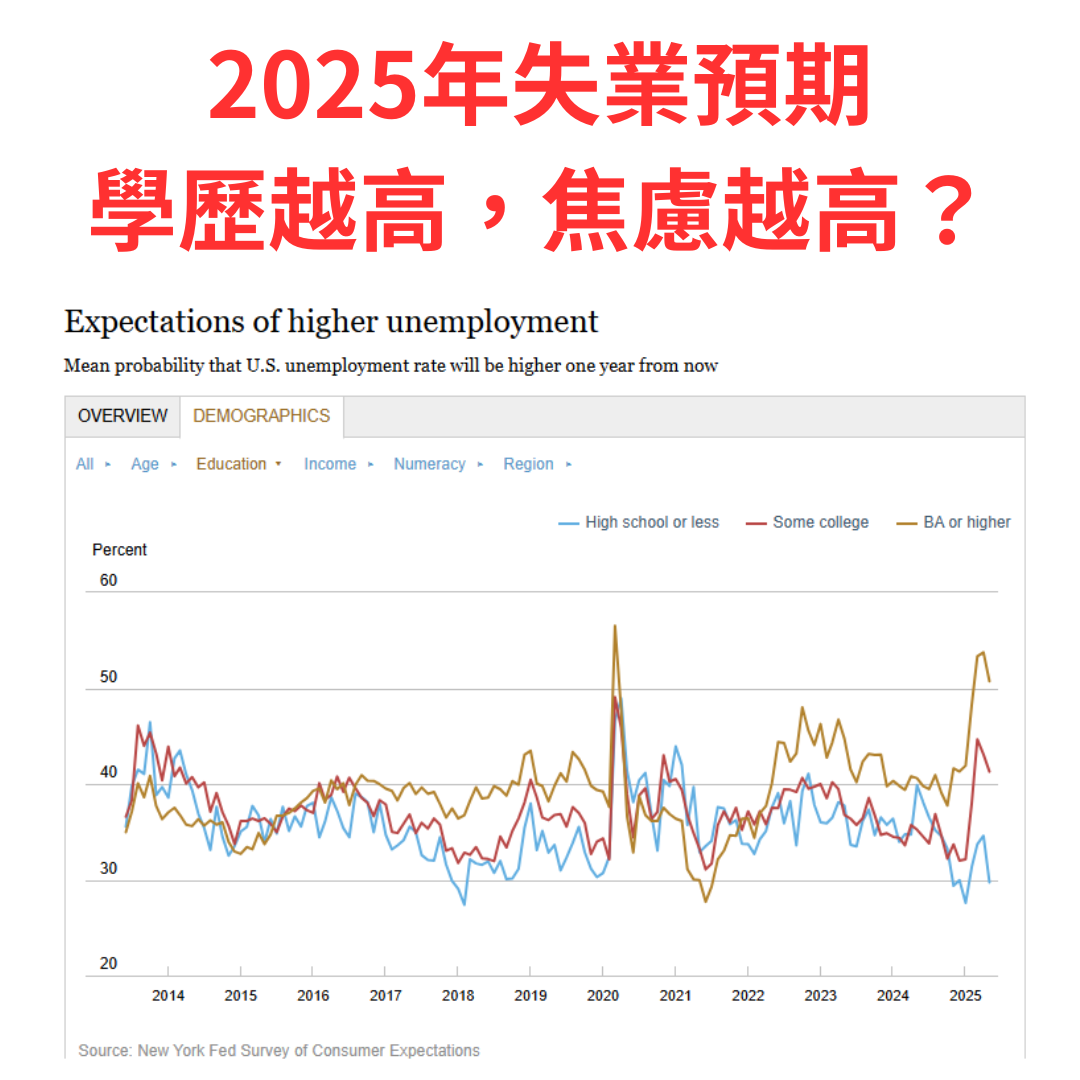 2025年失業預期
學歷越高，焦慮越高？
Expectations of higher unemployment
Mean probability that U.S. unemployment rate will be higher one year from now
OVERVIEW DEMOGRAPHICS
All ▸ Age ▸ Education ▾ Income ▸ Numeracy ▸ Region ▸
High school or less Some college BA or higher
Percent
60
50
40
30
20
2014 2015 2016 2017 2018 2019 2020 2021 2022 2023 2024 2025
Source: New York Fed Survey of Consumer Expectations